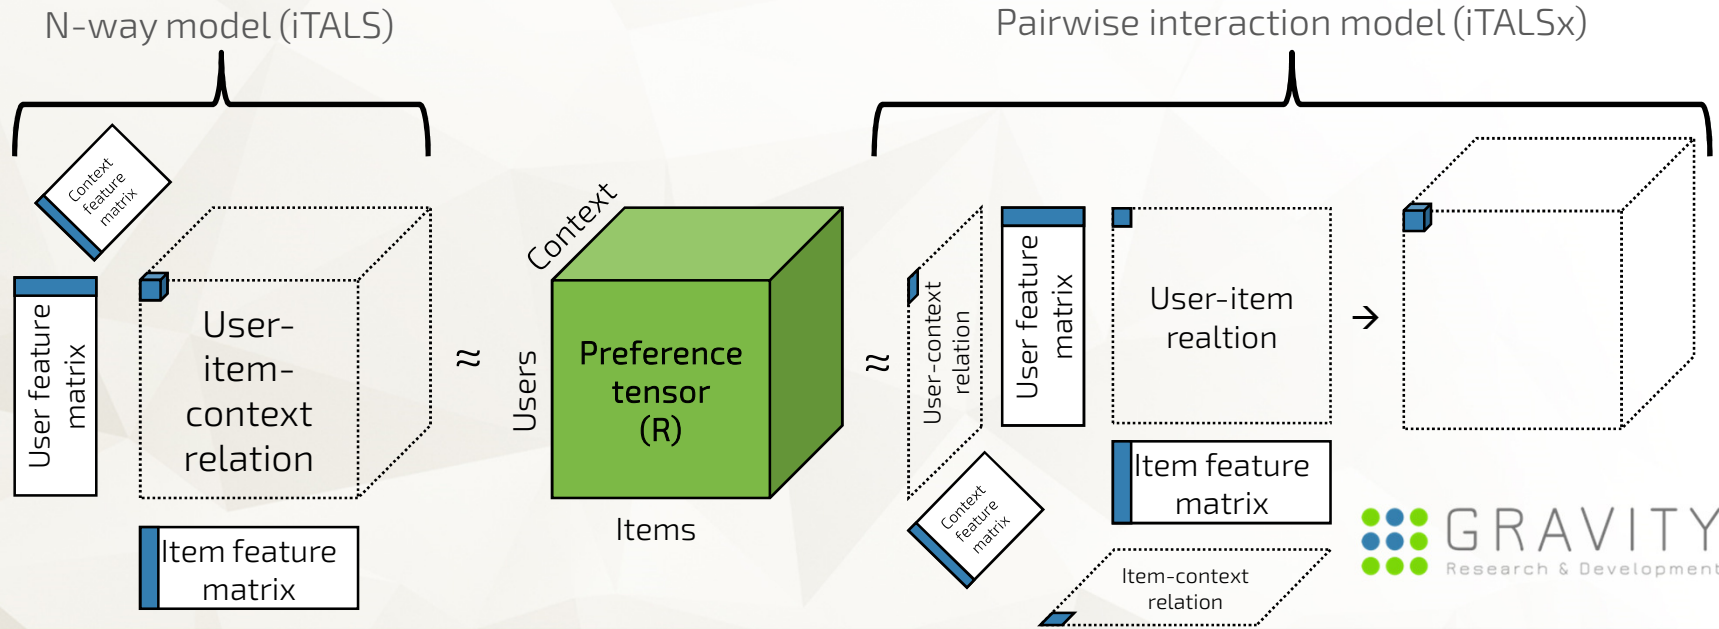 N-way model (iTALS)
Pairwise interaction model (iTALSx)
Context
feature
matrix
User feature
matrix
User-
item-
context
relation
Item feature
matrix
≈
Context
Users
Preference
tensor
(R)
Items
≈
User-context
relation
User feature
matrix
User-item
realtion
→
Context
feature
matrix
Item feature
matrix
Item-context
relation
GRAVITY
Research & Development